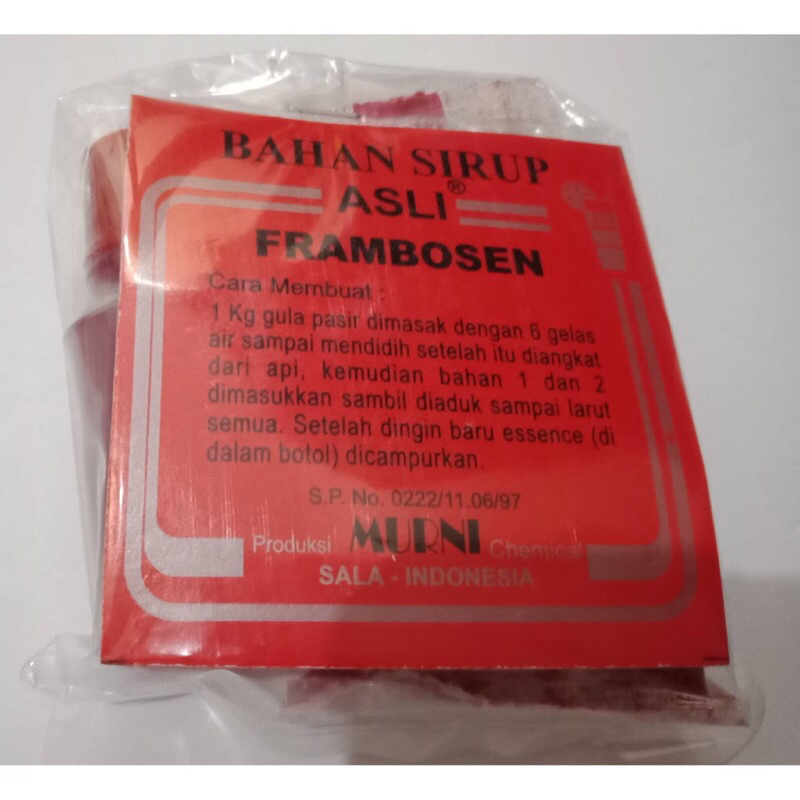 BAHAN SIRUP
ASLI®
FRAMBOSEN
Cara Membuat :
1 Kg gula pasir dimasak dengan 6 gelas
air sampai mendidih setelah itu diangkat
dari api, kemudian bahan 1 dan 2
dimasukkan sambil diaduk sampai larut
semua. Setelah dingin baru essence (di
dalam botol) dicampurkan.
S.P. No. 0222/11.06/97
Produksi MURNI Chemical
SALA - INDONESIA